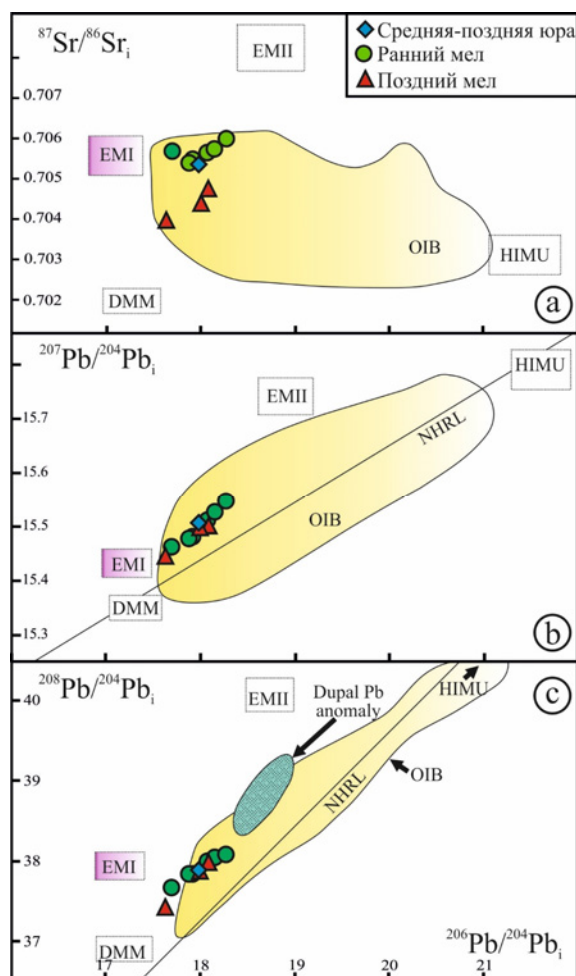 ⁸⁷Sr/⁸⁶Srᵢ
EMII
Средняя-поздняя юра
Ранний мел
Поздний мел
0.707
0.706
EMI
0.705
0.704
OIB
HIMU
0.703
DMM
0.702
a
²⁰⁷Pb/²⁰⁴Pbᵢ
HIMU
EMII
15.7
NHRL
15.6
OIB
15.5
EMI
15.4
DMM
15.3
b
²⁰⁸Pb/²⁰⁴Pbᵢ
HIMU
c
40
EMII
Dupal Pb
anomaly
OIB
NHRL
39
38
EMI
37
DMM
²⁰⁶Pb/²⁰⁴Pbᵢ
17 18 19 20 21